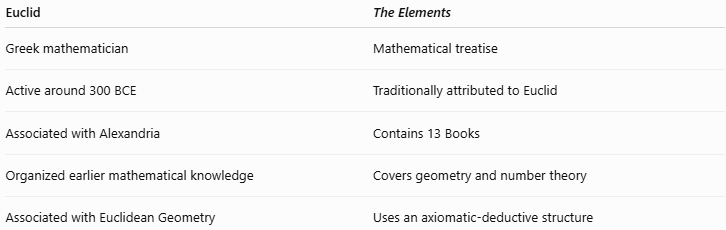 Euclid The Elements
Greek mathematician Mathematical treatise
Active around 300 BCE Traditionally attributed to Euclid
Associated with Alexandria Contains 13 Books
Organized earlier mathematical knowledge Covers geometry and number theory
Associated with Euclidean Geometry Uses an axiomatic-deductive structure